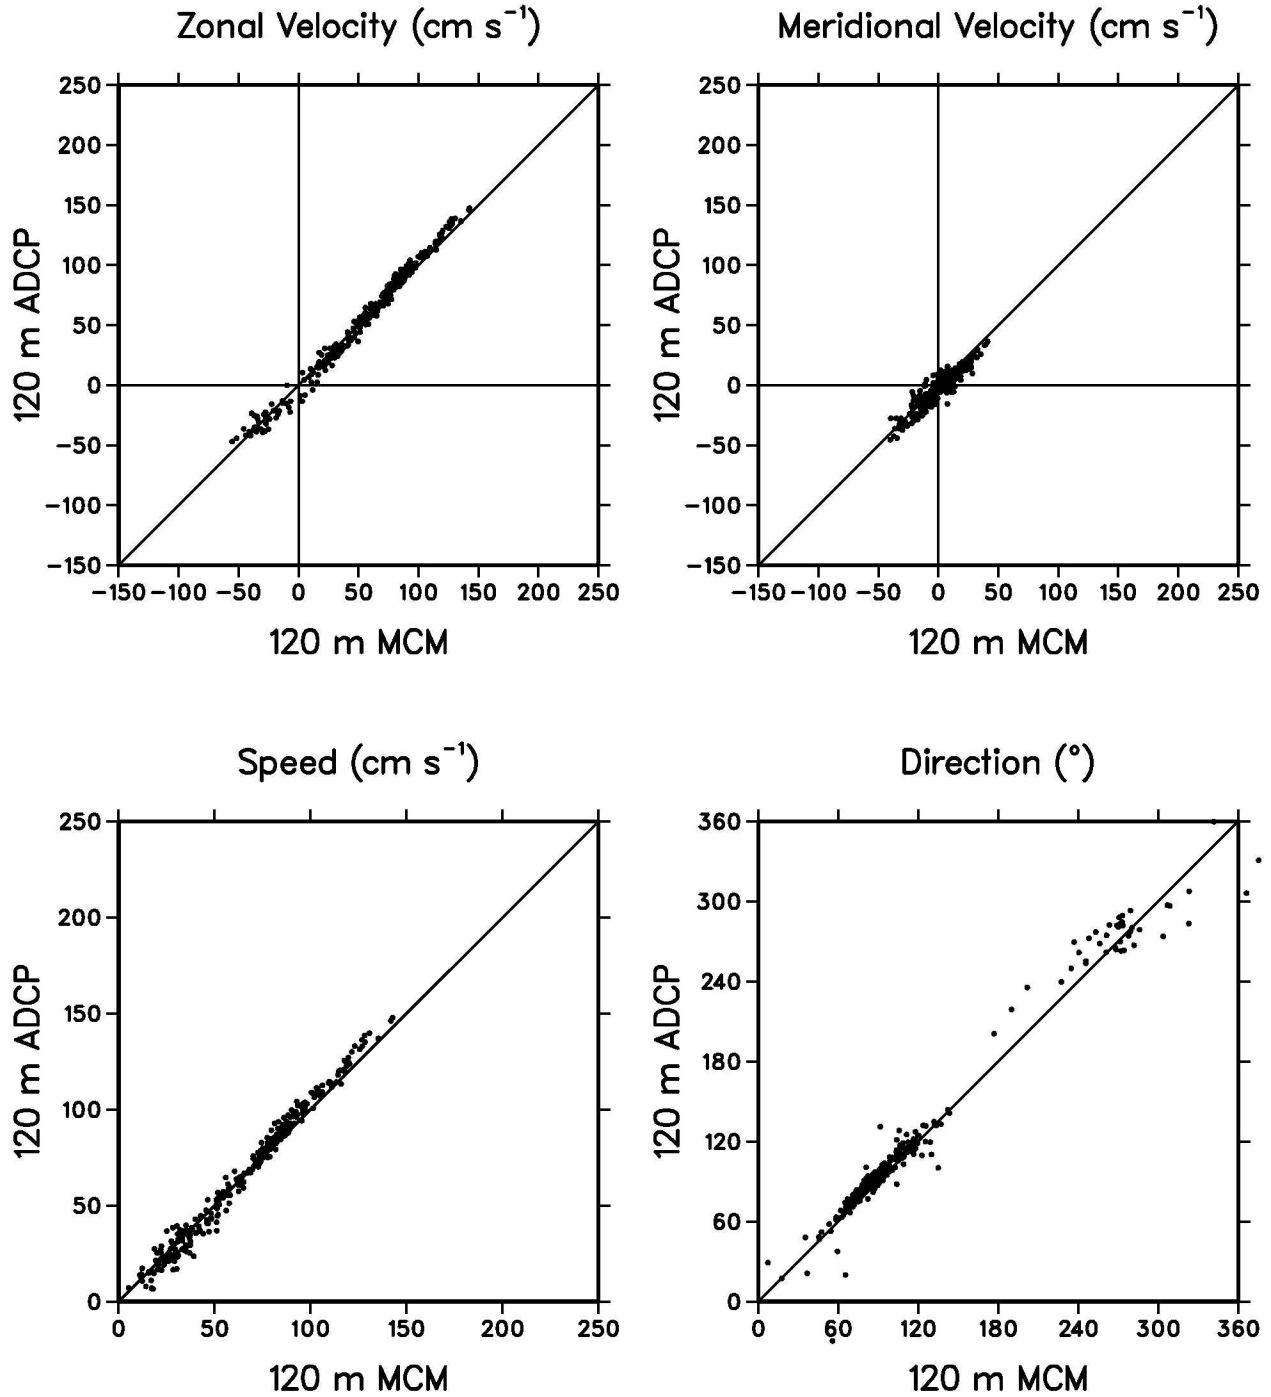 Zonal Velocity (cm s⁻¹)
Meridional Velocity (cm s⁻¹)
250
200
150
100
50
0
−50
−100
−150
120 m ADCP
−150 −100 −50 0 50 100 150 200 250
120 m MCM
250
200
150
100
50
0
−50
−100
−150
120 m ADCP
−150 −100 −50 0 50 100 150 200 250
120 m MCM
Speed (cm s⁻¹)
Direction (°)
250
200
150
100
50
0
120 m ADCP
0 50 100 150 200 250
120 m MCM
360
300
240
180
120
60
0
120 m ADCP
0 60 120 180 240 300 360
120 m MCM